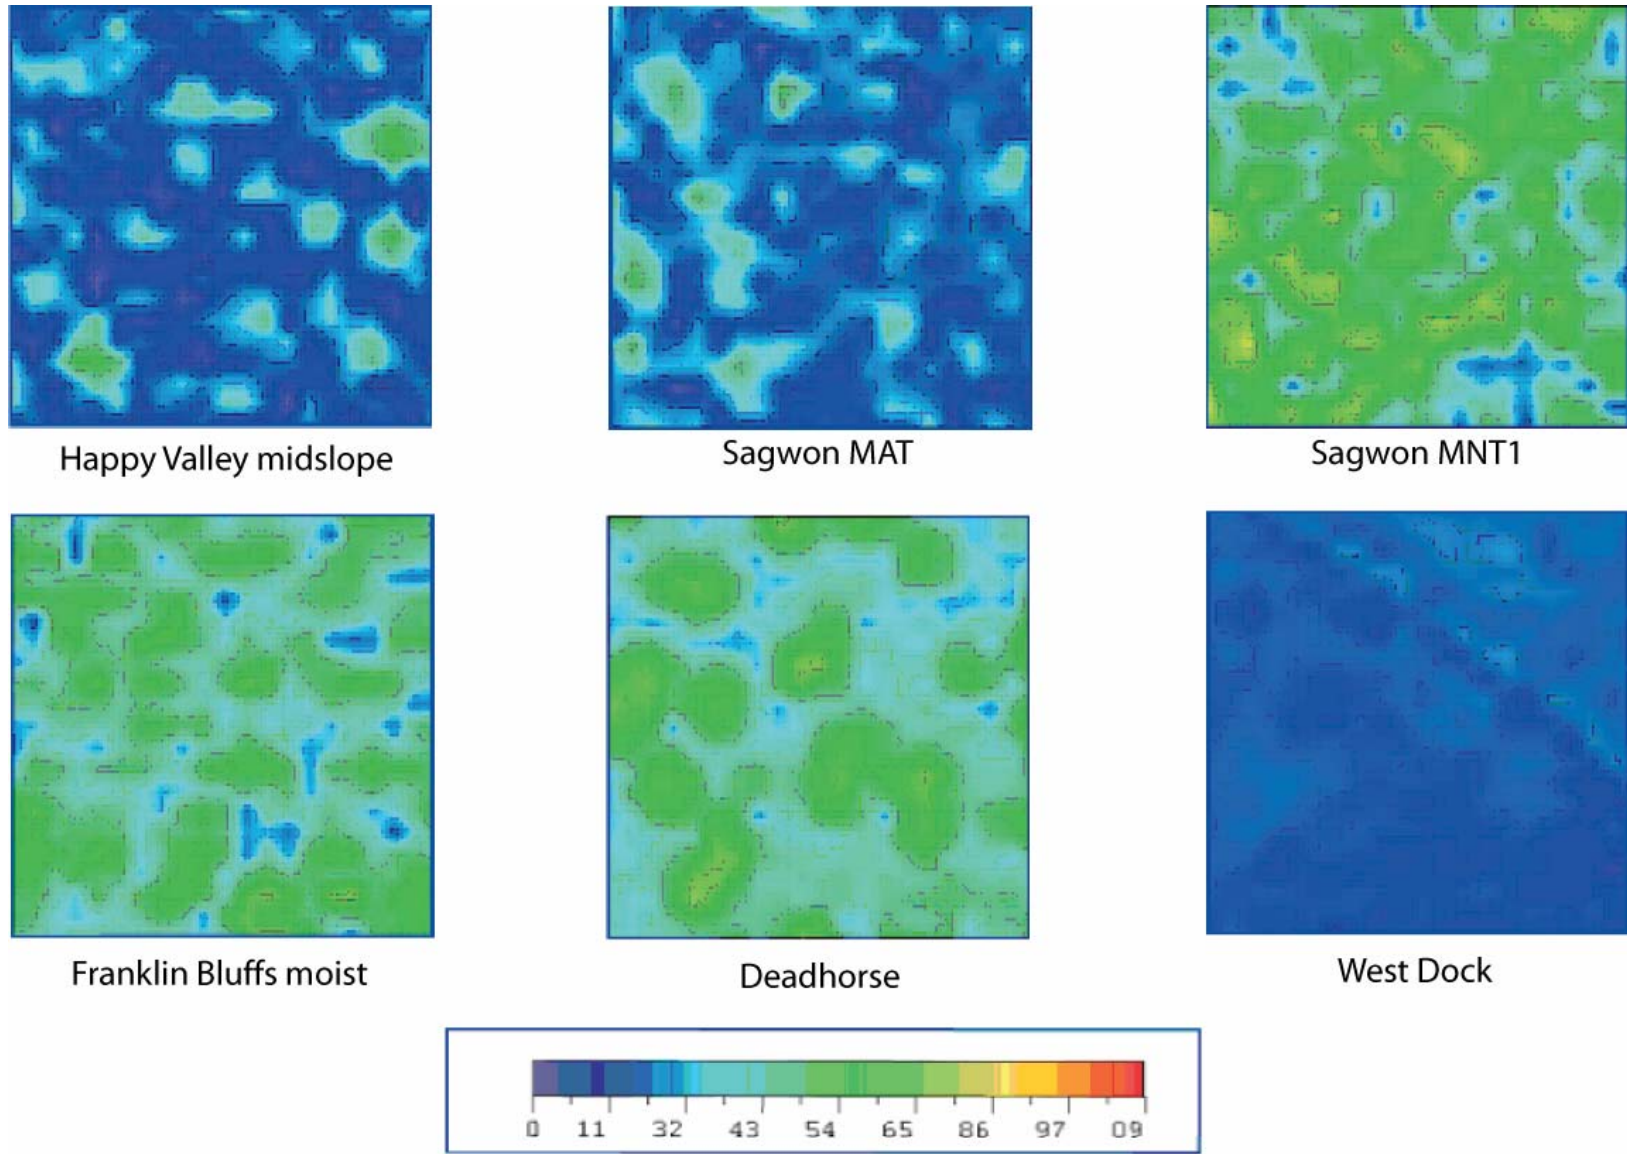 Happy Valley midslope
Sagwon MAT
Sagwon MNT1
Franklin Bluffs moist
Deadhorse
West Dock
0 11 32 43 54 65 86 97 09